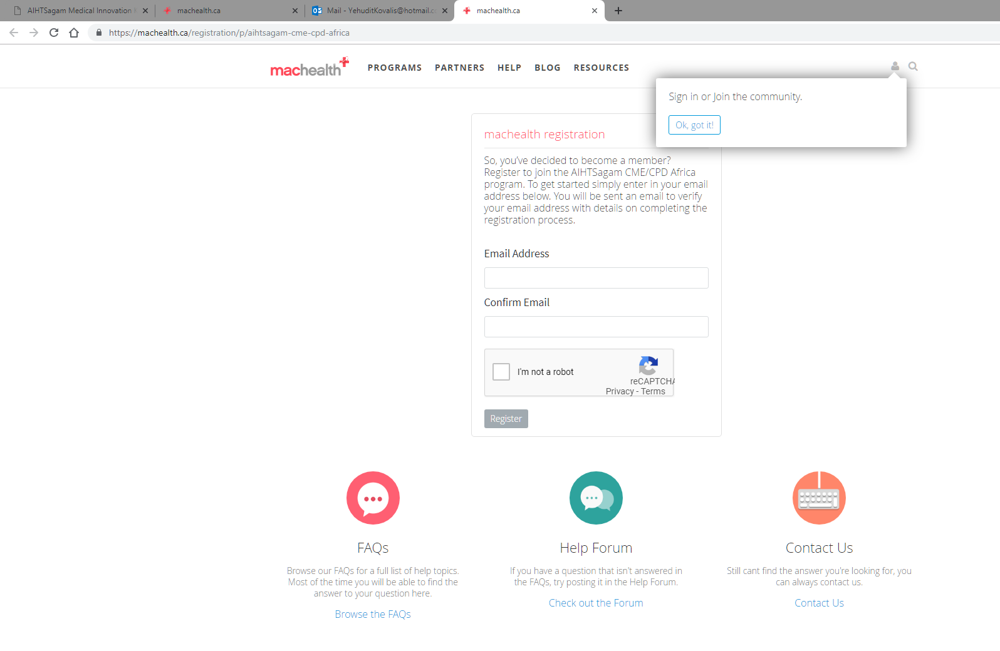 AIHTSagam Medical Innovation
machealth.ca
Mail - YehuditKovalis@hotmail.c
machealth.ca
https://machealth.ca/registration/p/aihtsagam-cme-cpd-africa
machealth
PROGRAMS PARTNERS HELP BLOG RESOURCES
Sign in or Join the community.
Ok, got it!
machealth registration
So, you’ve decided to become a member?
Register to join the AIHTSagam CME/CPD Africa
program. To get started simply enter in your email
address below. You will be sent an email to verify
your email address with details on completing the
registration process.
Email Address
Confirm Email
I'm not a robot
reCAPTCHA
Privacy - Terms
Register
FAQs
Browse our FAQs for a full list of help topics.
Most of the time you will be able to find the
answer to your question here.
Browse the FAQs
Help Forum
If you have a question that isn't answered in
the FAQs, try posting it in the Help Forum.
Check out the Forum
Contact Us
Still cant find the answer you're looking for, you
can always contact us.
Contact Us